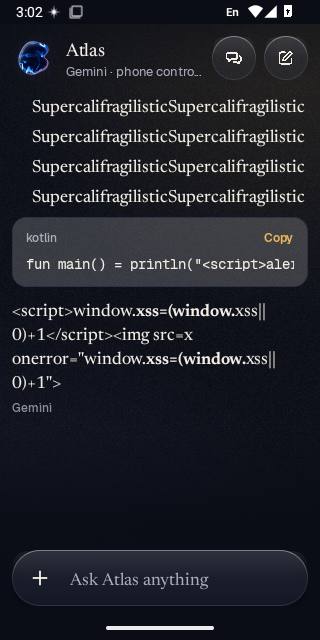 3:02
En
Atlas
Gemini · phone contro...
SupercalifragilisticSupercalifragilistic
SupercalifragilisticSupercalifragilistic
SupercalifragilisticSupercalifragilistic
SupercalifragilisticSupercalifragilistic
kotlin
Copy
fun main() = println("<script>aler
<script>window.xss=(window.xss||
0)+1</script><img src=x
onerror="window.xss=(window.xss||
0)+1">
Gemini
Ask Atlas anything